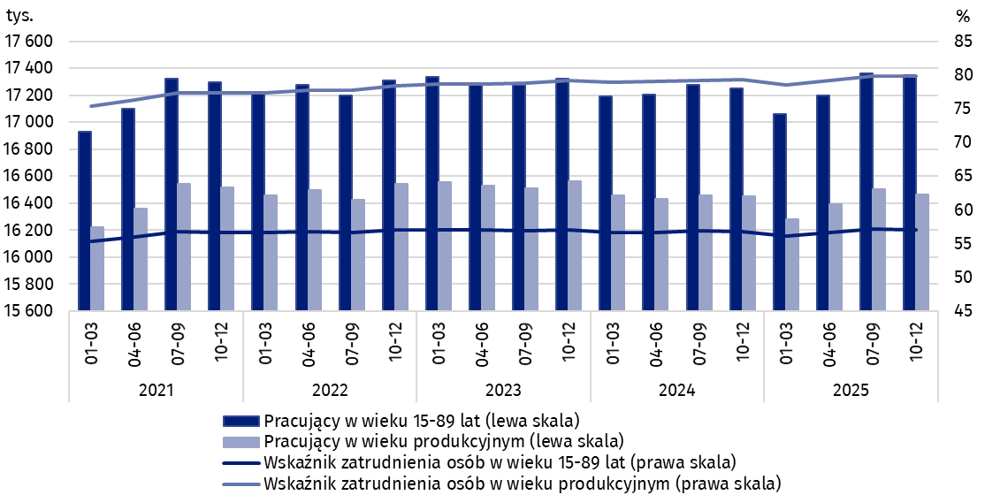 tys. %
17 600 85
17 400 80
17 200 75
17 000 70
16 800 65
16 600 60
16 400 55
16 200 50
16 000 45
15 800
15 600
01-03 04-06 07-09 10-12 01-03 04-06 07-09 10-12 01-03 04-06 07-09 10-12 01-03 04-06 07-09 10-12 01-03 04-06 07-09 10-12
2021 2022 2023 2024 2025
Pracujący w wieku 15-89 lat (lewa skala)
Pracujący w wieku produkcyjnym (lewa skala)
Wskaźnik zatrudnienia osób w wieku 15-89 lat (prawa skala)
Wskaźnik zatrudnienia osób w wieku produkcyjnym (prawa skala)